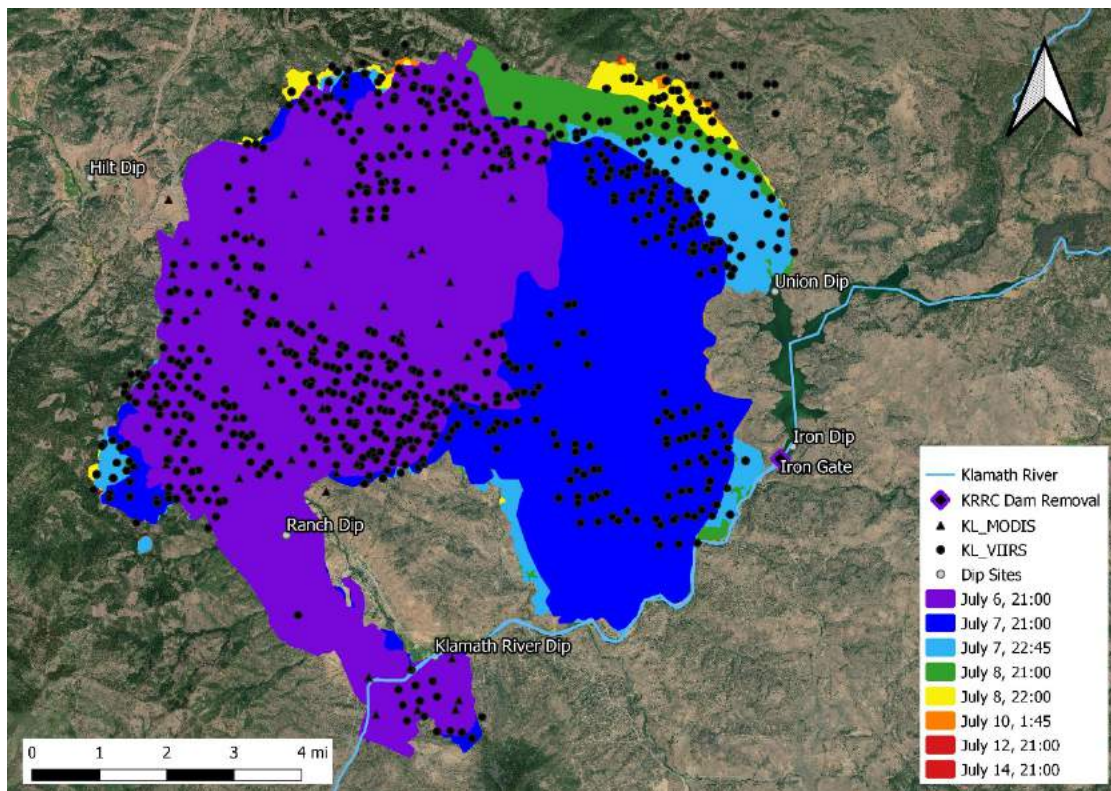 Hilt Dip
Union Dip
Iron Dip
Iron Gate
Ranch Dip
Klamath River Dip
Klamath River
KRRC Dam Removal
KL_MODIS
KL_VIIRS
Dip Sites
July 6, 21:00
July 7, 21:00
July 7, 22:45
July 8, 21:00
July 8, 22:00
July 10, 1:45
July 12, 21:00
July 14, 21:00
0 1 2 3 4 mi